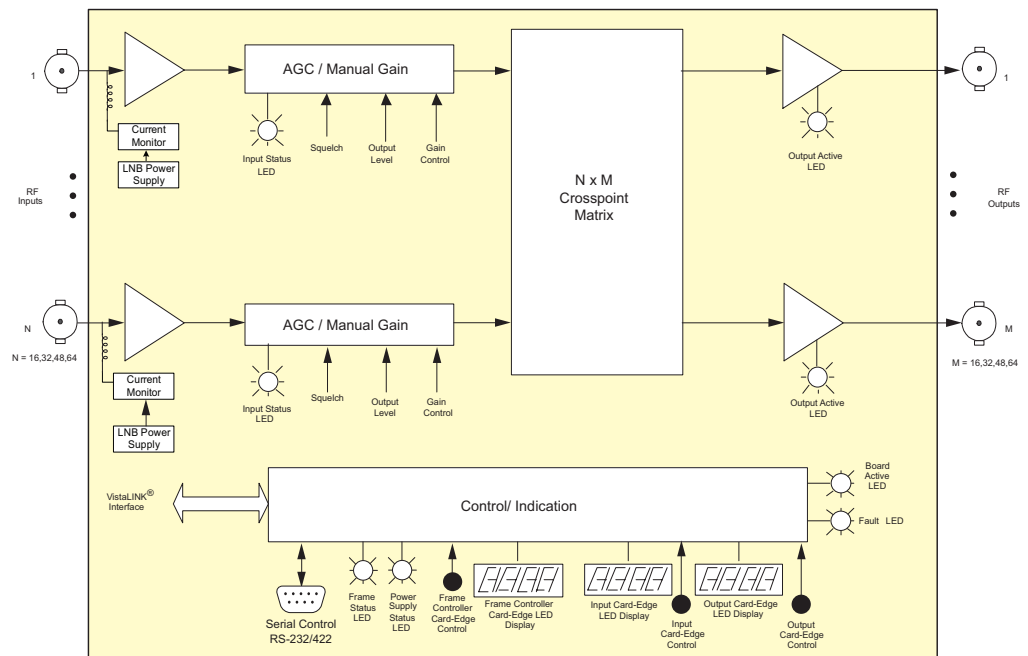 1
Current
Monitor
LNB Power
Supply
RF
Inputs
AGC / Manual Gain
Input Status
LED
Squelch
Output
Level
Gain
Control
N x M
Crosspoint
Matrix
Output Active
LED
1
RF
Outputs
N
N = 16,32,48,64
Current
Monitor
LNB Power
Supply
AGC / Manual Gain
Input Status
LED
Squelch
Output
Level
Gain
Control
Output Active
LED
M
M = 16,32,48,64
VistaLINK®
Interface
Control/ Indication
Board
Active
LED
Fault LED
Serial Control
RS-232/422
Frame
Status
LED
Power
Supply
Status
LED
Frame
Controller
Card-Edge
Control
Frame Controller
Card-Edge LED
Display
Input Card-Edge
LED Display
Input
Card-Edge
Control
Output Card-Edge
LED Display
Output
Card-Edge
Control